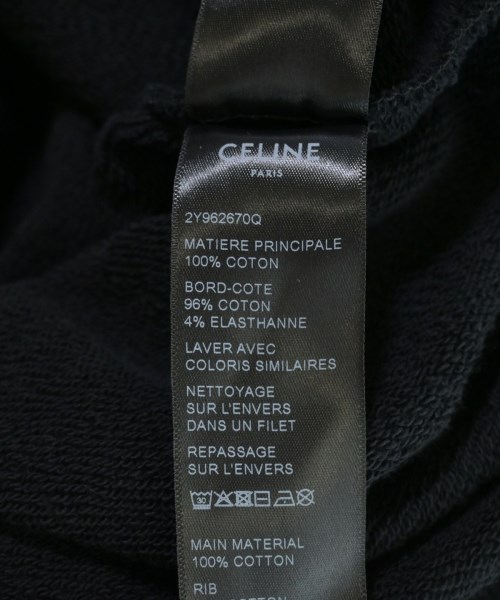 CELINE
PARIS
2Y962670Q
MATIERE PRINCIPALE
100% COTON
BORD-COTE
96% COTON
4% ELASTHANNE
LAVER AVEC
COLORIS SIMILAIRES
NETTOYAGE
SUR L'ENVERS
DANS UN FILET
REPASSAGE
SUR L'ENVERS
30
MAIN MATERIAL
100% COTTON
RIB